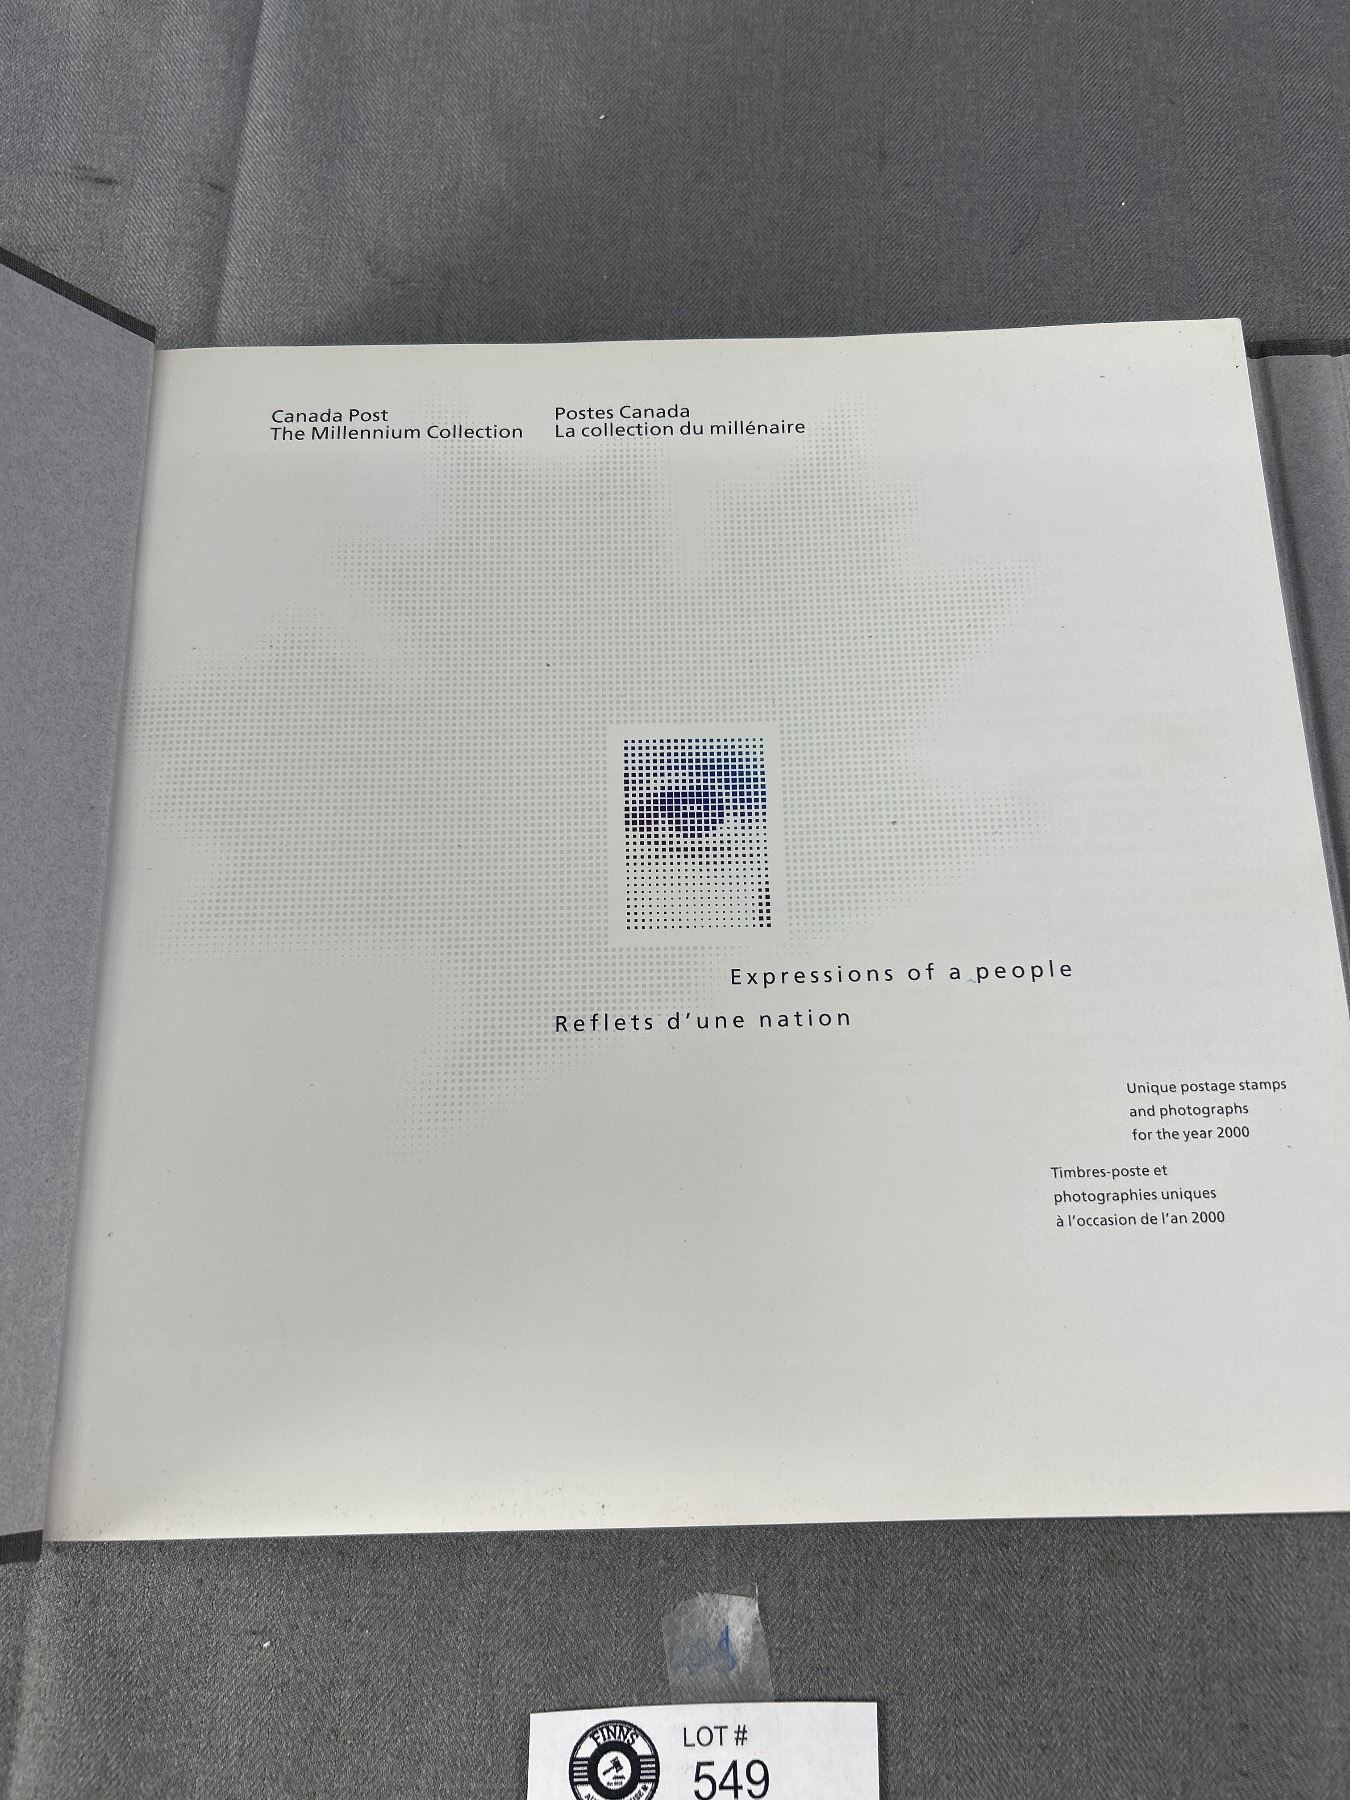 Canada Post
The Millennium Collection
Postes Canada
La collection du millénaire
Expressions of a people
Reflets d'une nation
Unique postage stamps
and photographs
for the year 2000
Timbres-poste et
photographies uniques
à l'occasion de l'an 2000
FINNS
LOT #
549